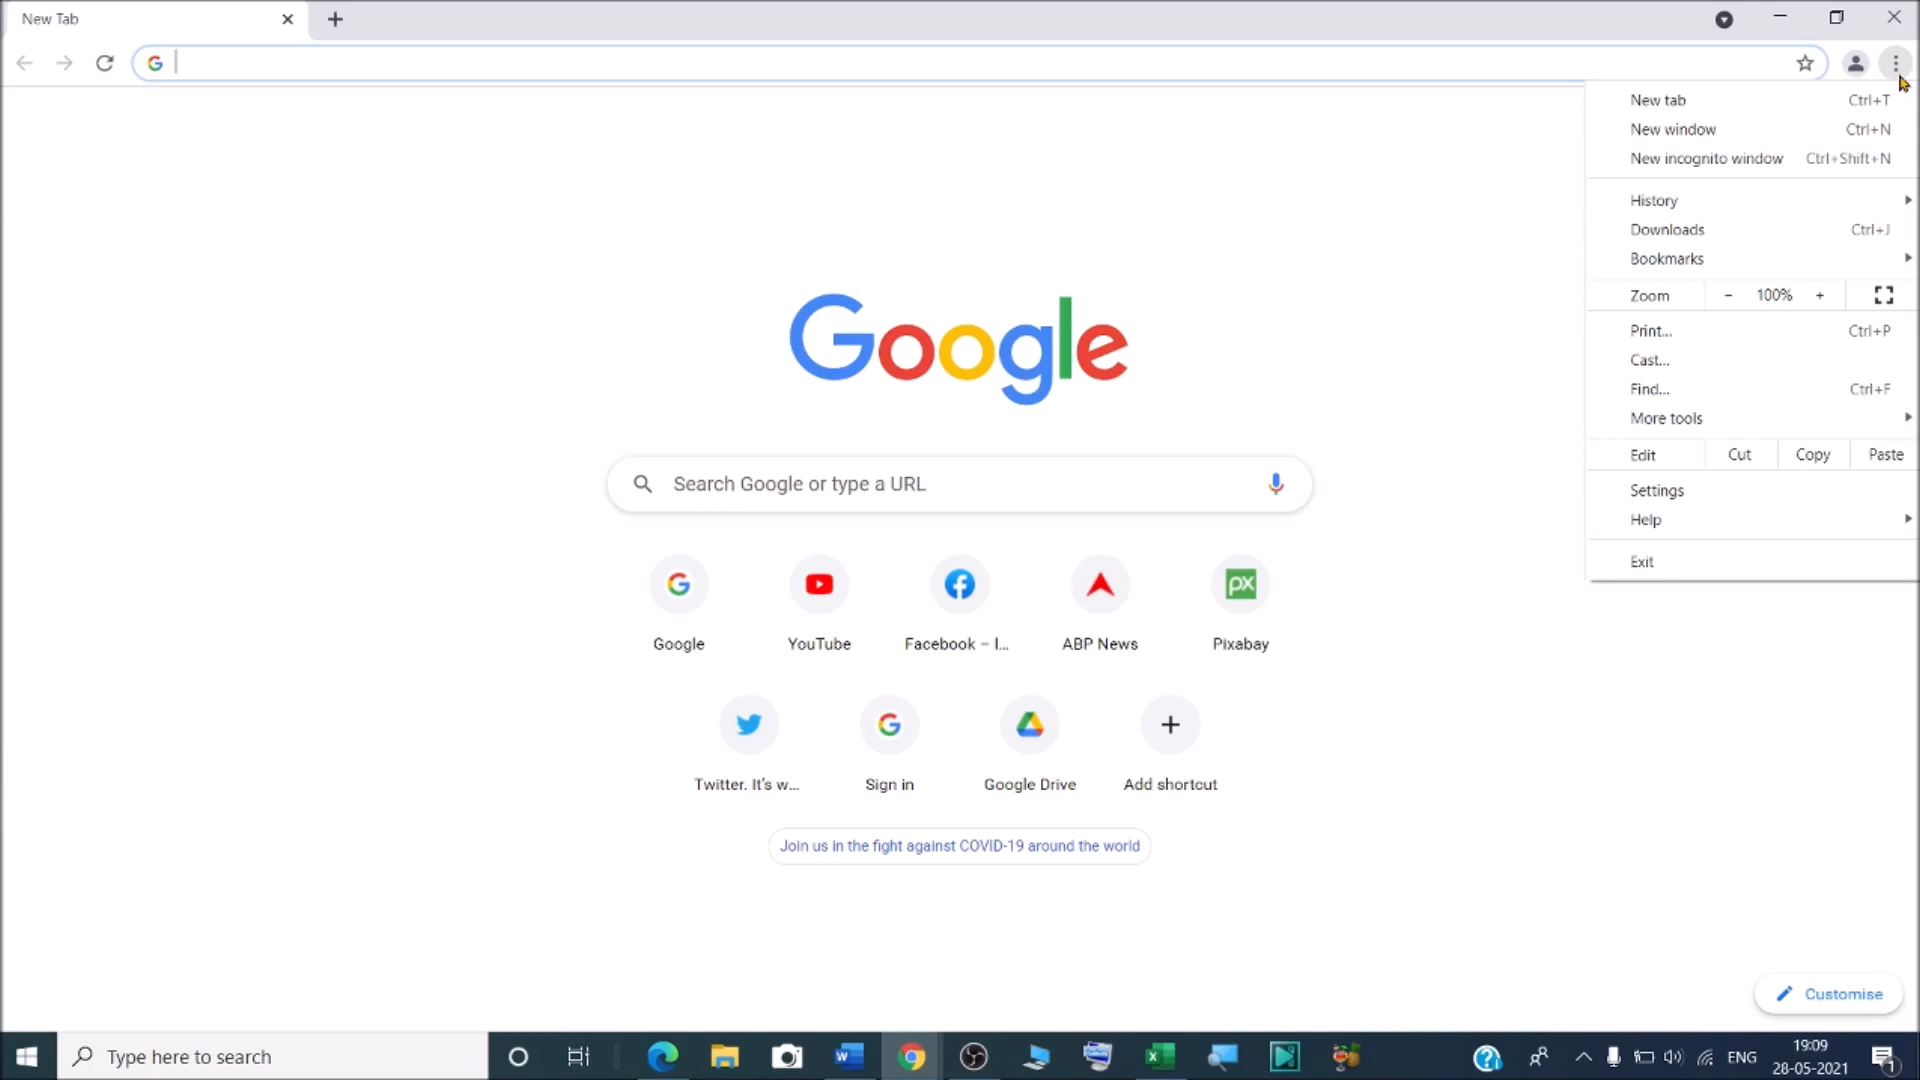 New Tab
New tab Ctrl+T
New window Ctrl+N
New incognito window Ctrl+Shift+N
History
Downloads Ctrl+J
Bookmarks
Zoom - 100% +
Print... Ctrl+P
Cast...
Find... Ctrl+F
More tools
Edit Cut Copy Paste
Settings
Help
Exit
Google
Search Google or type a URL
px
Google YouTube Facebook – l... ABP News Pixabay
Twitter. It's w... Sign in Google Drive Add shortcut
Join us in the fight against COVID-19 around the world
Customise
Type here to search
ENG
19:09
28-05-2021
1